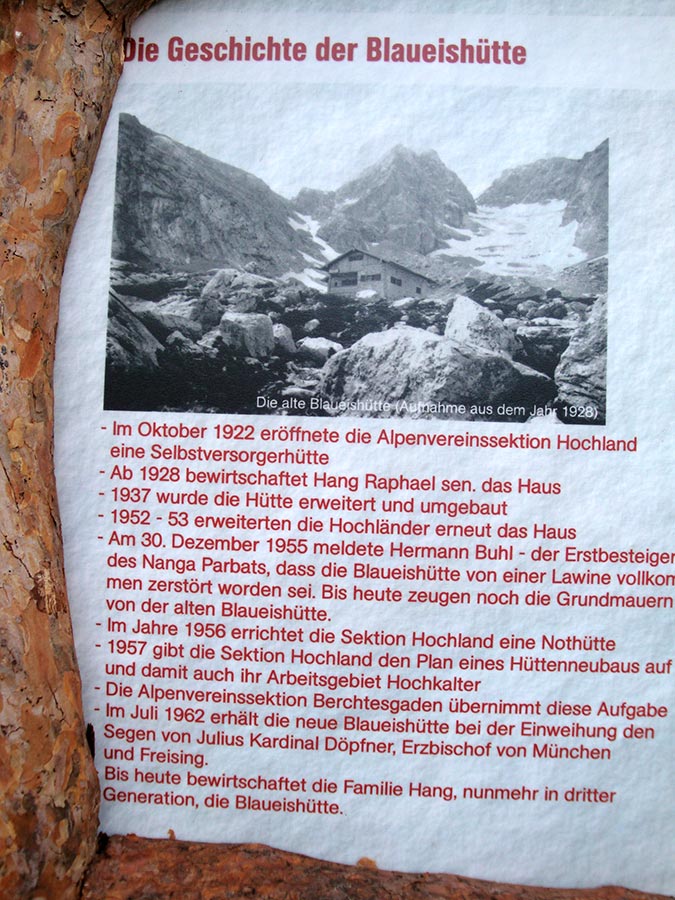 Die Geschichte der Blaueishütte
Die alte Blaueishütte (Aufnahme aus dem Jahr 1928)
- Im Oktober 1922 eröffnete die Alpenvereinssektion Hochland
eine Selbstversorgerhütte
- Ab 1928 bewirtschaftet Hang Raphael sen. das Haus
- 1937 wurde die Hütte erweitert und umgebaut
- 1952 - 53 erweiterten die Hochländer erneut das Haus
- Am 30. Dezember 1955 meldete Hermann Buhl - der Erstbesteiger
des Nanga Parbats, dass die Blaueishütte von einer Lawine vollkom
men zerstört worden sei. Bis heute zeugen noch die Grundmauern
von der alten Blaueishütte.
- Im Jahre 1956 errichtet die Sektion Hochland eine Nothütte
- 1957 gibt die Sektion Hochland den Plan eines Hüttenneubaus auf
und damit auch ihr Arbeitsgebiet Hochkalter
- Die Alpenvereinssektion Berchtesgaden übernimmt diese Aufgabe
- Im Juli 1962 erhält die neue Blaueishütte bei der Einweihung den
Segen von Julius Kardinal Döpfner, Erzbischof von München
und Freising.
- Bis heute bewirtschaftet die Familie Hang, nunmehr in dritter
Generation, die Blaueishütte.